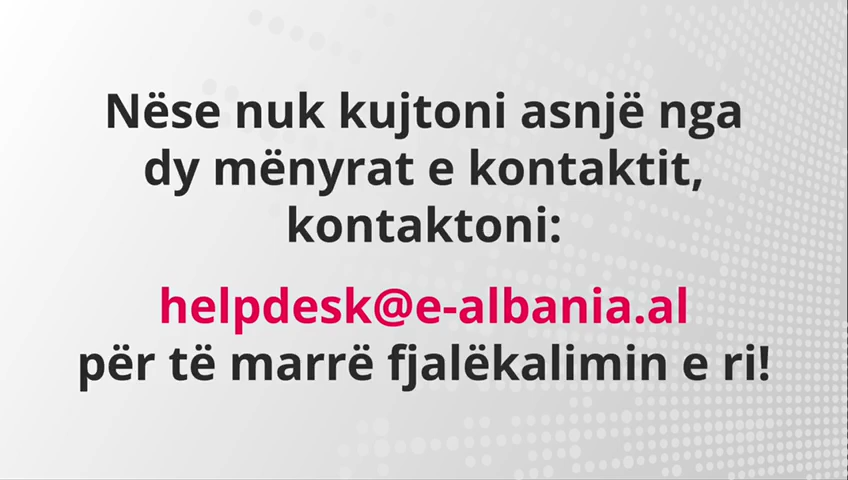 Nëse nuk kujtoni asnjë nga
dy mënyrat e kontaktit,
kontaktoni:
helpdesk@e-albania.al
për të marrë fjalëkalimin e ri!